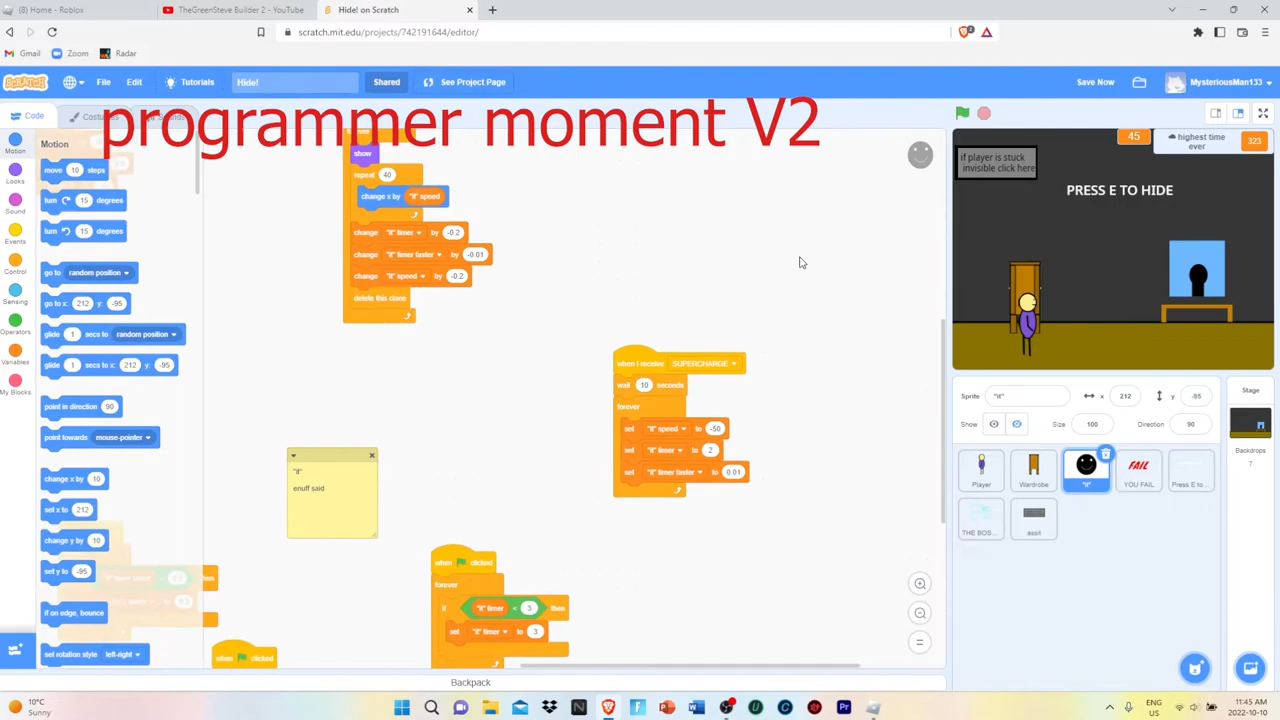 (8) Home - Roblox
TheGreenSteve Builder 2 - YouTube
Hide! on Scratch
scratch.mit.edu/projects/742191644/editor/
2
Gmail
Zoom
Radar
SCRATCH
File
Edit
Tutorials
Hide!
Shared
See Project Page
Save Now
MysteriousMan133
Code
Costumes
Sounds
programmer moment V2
Motion
Looks
Sound
Events
Control
Sensing
Operators
Variables
My Blocks
Motion
move 10 steps
turn 15 degrees
turn 15 degrees
go to random position
go to x: 212 y: -95
glide 1 secs to random position
glide 1 secs to x: 212
point in direction 90
point towards mouse-pointer
change x by 10
set x to 212
change y by 10
set y to -95
if on edge, bounce
set rotation style left-right
show
repeat 40
change x by "it" speed
change "it" timer by -0.2
change "it" timer faster by -0.01
change "it" speed by -0.2
delete this clone
when I receive SUPERCHARGE
wait 10 seconds
forever
set "it" speed to -50
set "it" timer to 2
set "it" timer faster to 0.01
"it"
enuff said
when clicked
forever
if "it" timer < 3 then
set "it" timer to 3
when clicked
Backpack
45
highest time
ever
323
if player is stuck
invisible click here
PRESS E TO HIDE
Sprite
"it"
x
212
y
-95
Show
Size
100
Direction
90
Player
Wardrobe
"it"
FAIL
YOU FAIL
Press E to...
THE BOS...
assit
Stage
Backdrops
7
10°C
Sunny
ENG
US
11:45 AM
2022-10-10